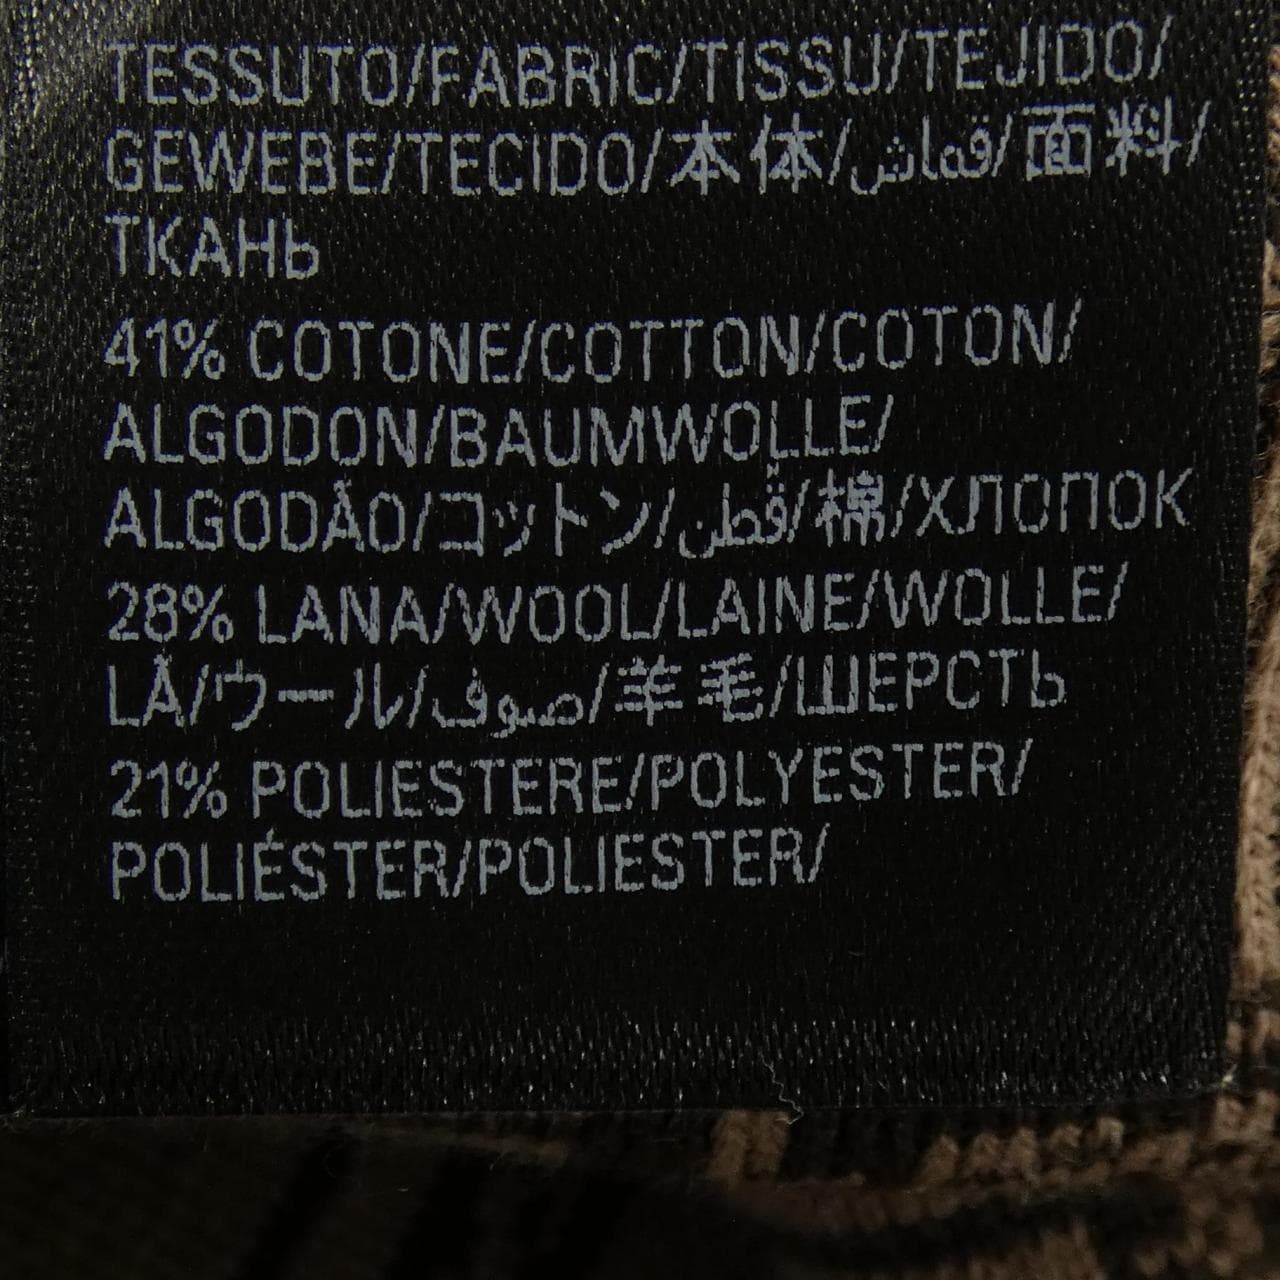 TESSUTO/FABRIC/TISSU/TEJIDO/
GEWEBE/TECIDO/本体/قماش/面料/
ТКАНЬ
41% COTONE/COTTON/COTON/
ALGODON/BAUMWOLLE/
ALGODÃO/コットン/قطن/棉/ХЛОПОК
28% LANA/WOOL/LAINE/WOLLE/
LÃ/ウール/صوف/羊毛/ШЕРСТЬ
21% POLIESTERE/POLYESTER/
POLIÉSTER/POLIESTER/